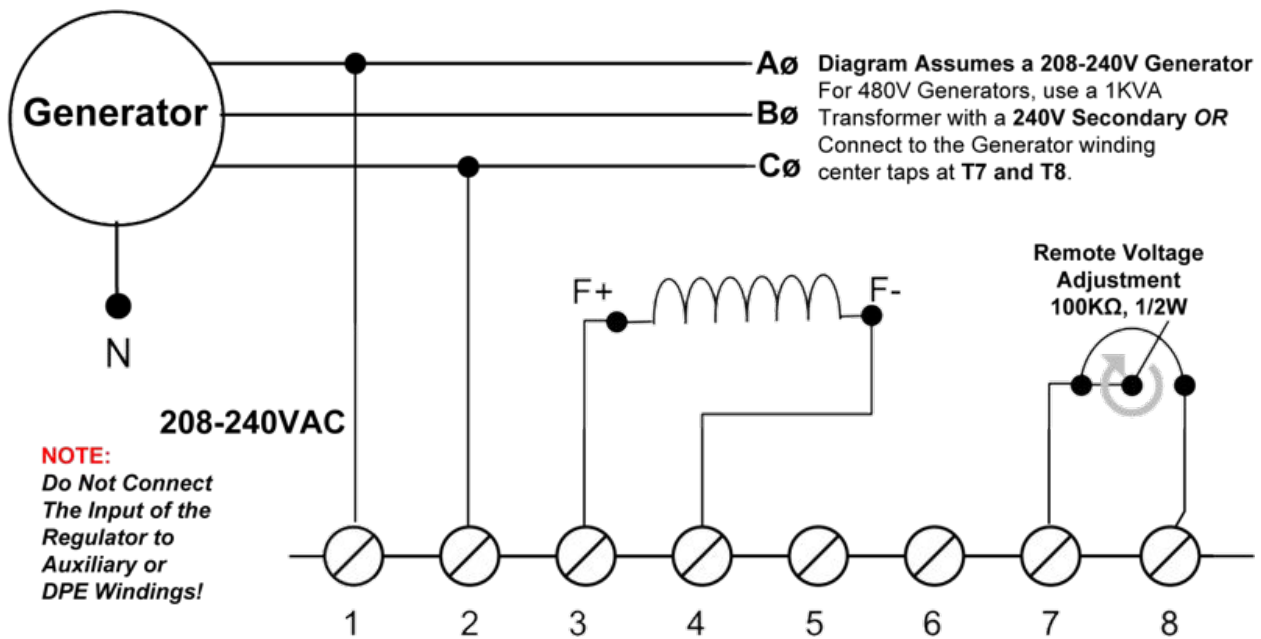 Generator
Aø
Bø
Cø
Diagram Assumes a 208-240V Generator
For 480V Generators, use a 1KVA
Transformer with a 240V Secondary OR
Connect to the Generator winding
center taps at T7 and T8.
N
F+
F-
Remote Voltage
Adjustment
100KΩ, 1/2W
208-240VAC
NOTE:
Do Not Connect
The Input of the
Regulator to
Auxiliary or
DPE Windings!
1 2 3 4 5 6 7 8